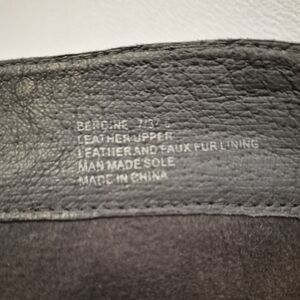 LEATHER UPPER
LEATHER AND FAUX FUR LINING
MAN MADE SOLE
MADE IN CHINA